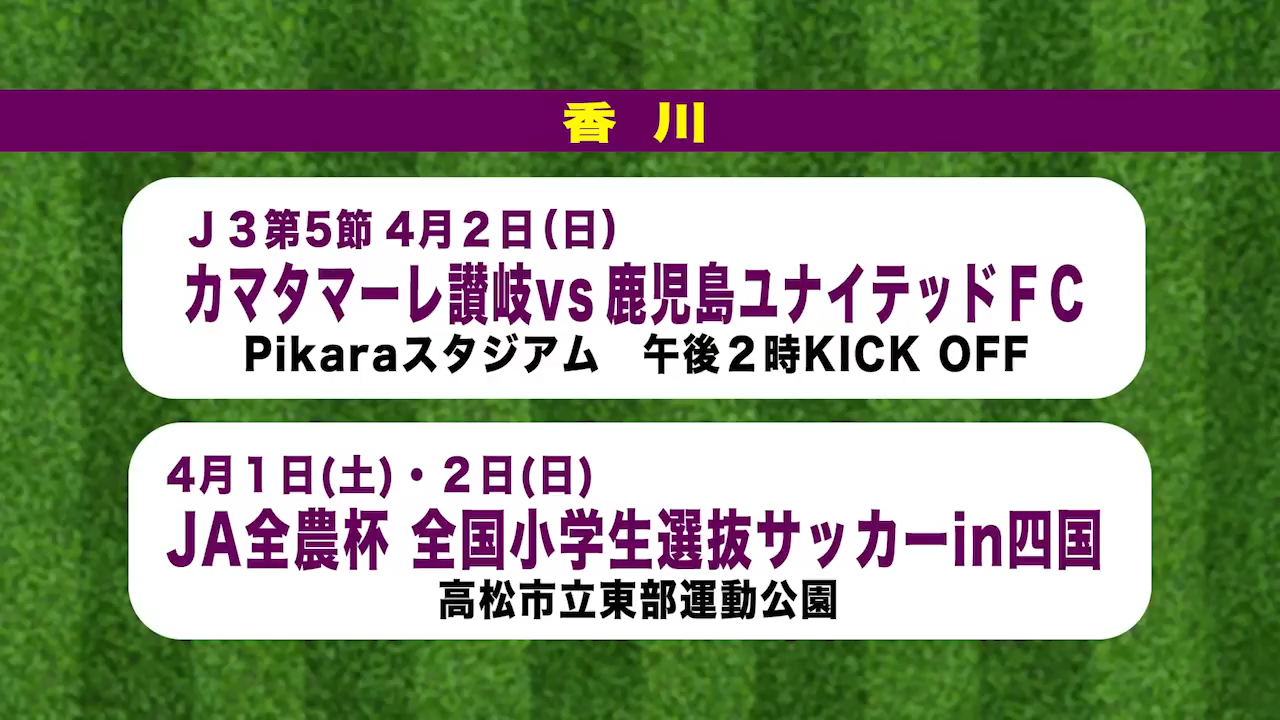 香川
J3第5節 4月2日(日)
カマタマーレ讃岐vs 鹿児島ユナイテッドFC
Pikaraスタジアム 午後2時KICK OFF
4月1日(土)・2日(日)
JA全農杯 全国小学生選抜サッカーin四国
高松市立東部運動公園